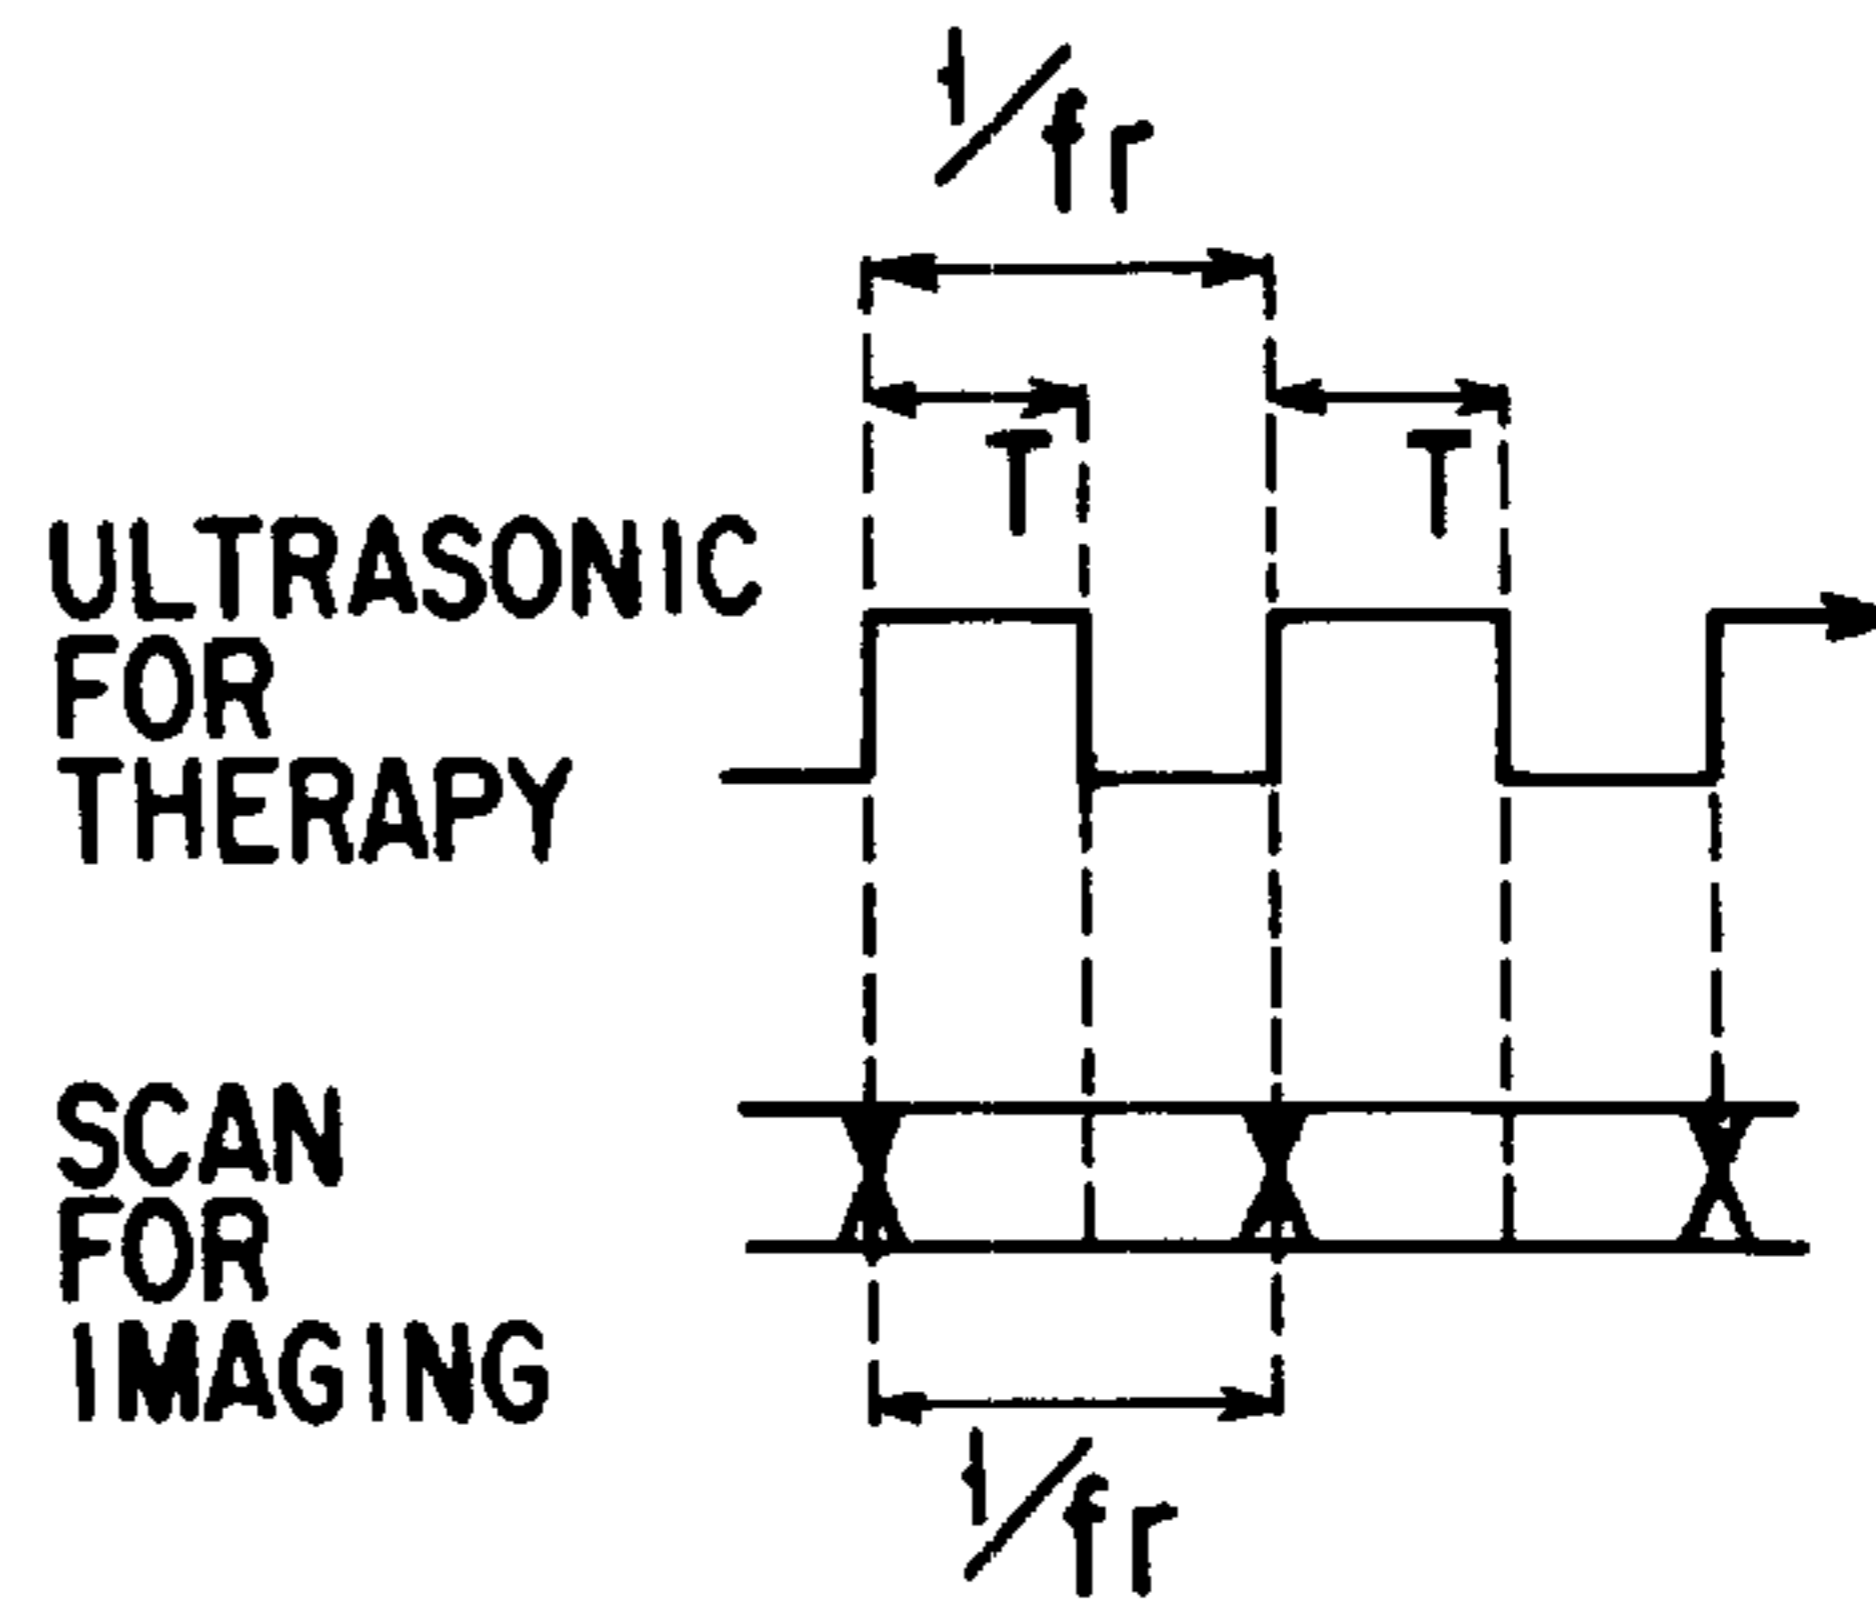 1/fr
T T
ULTRASONIC
FOR
THERAPY
SCAN
FOR
IMAGING
1/fr